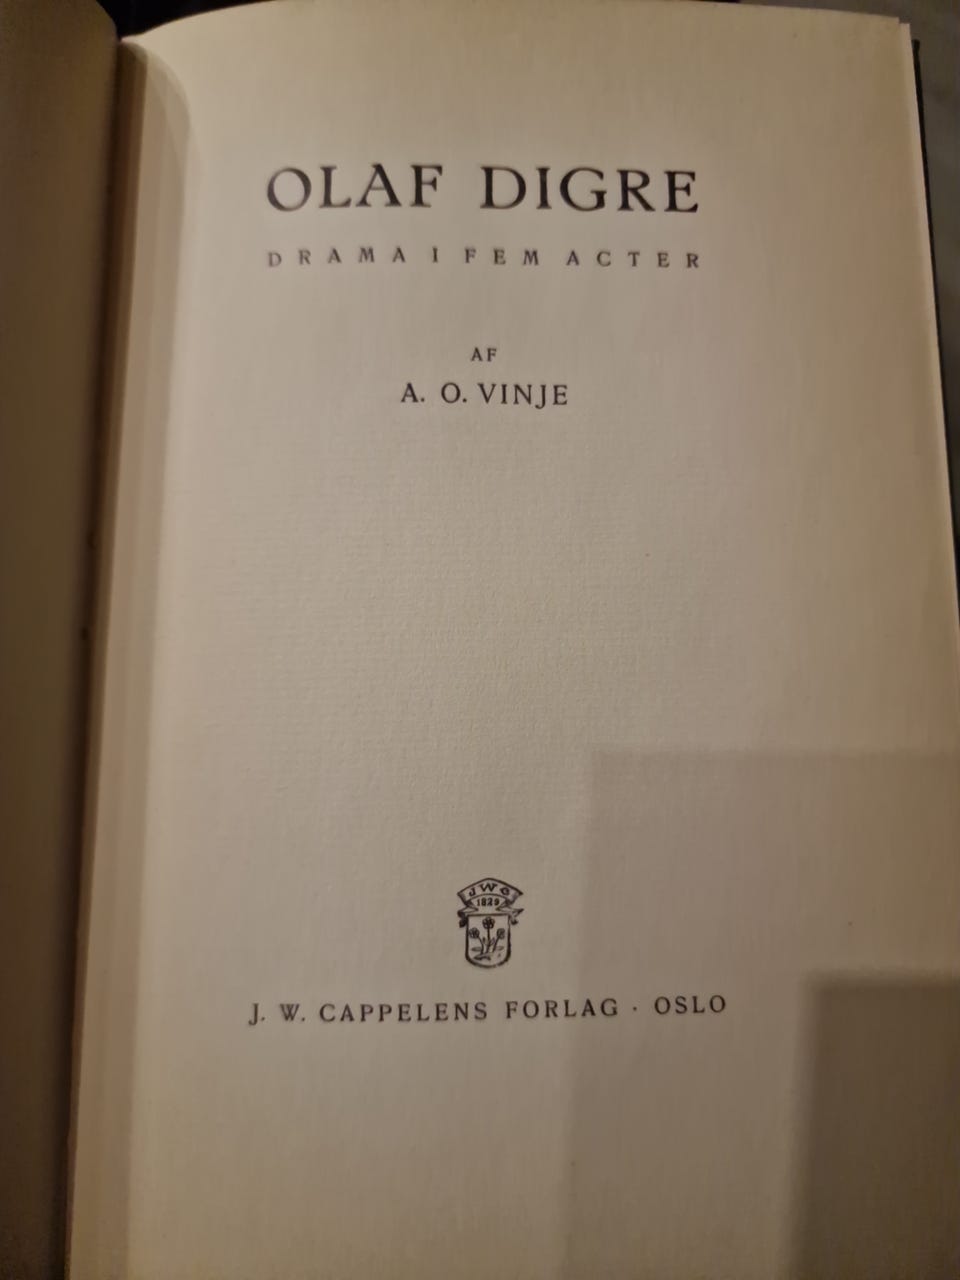 OLAF DIGRE
DRAMA I FEM ACTER
AF
A. O. VINJE
JWC
1829
J. W. CAPPELENS FORLAG · OSLO